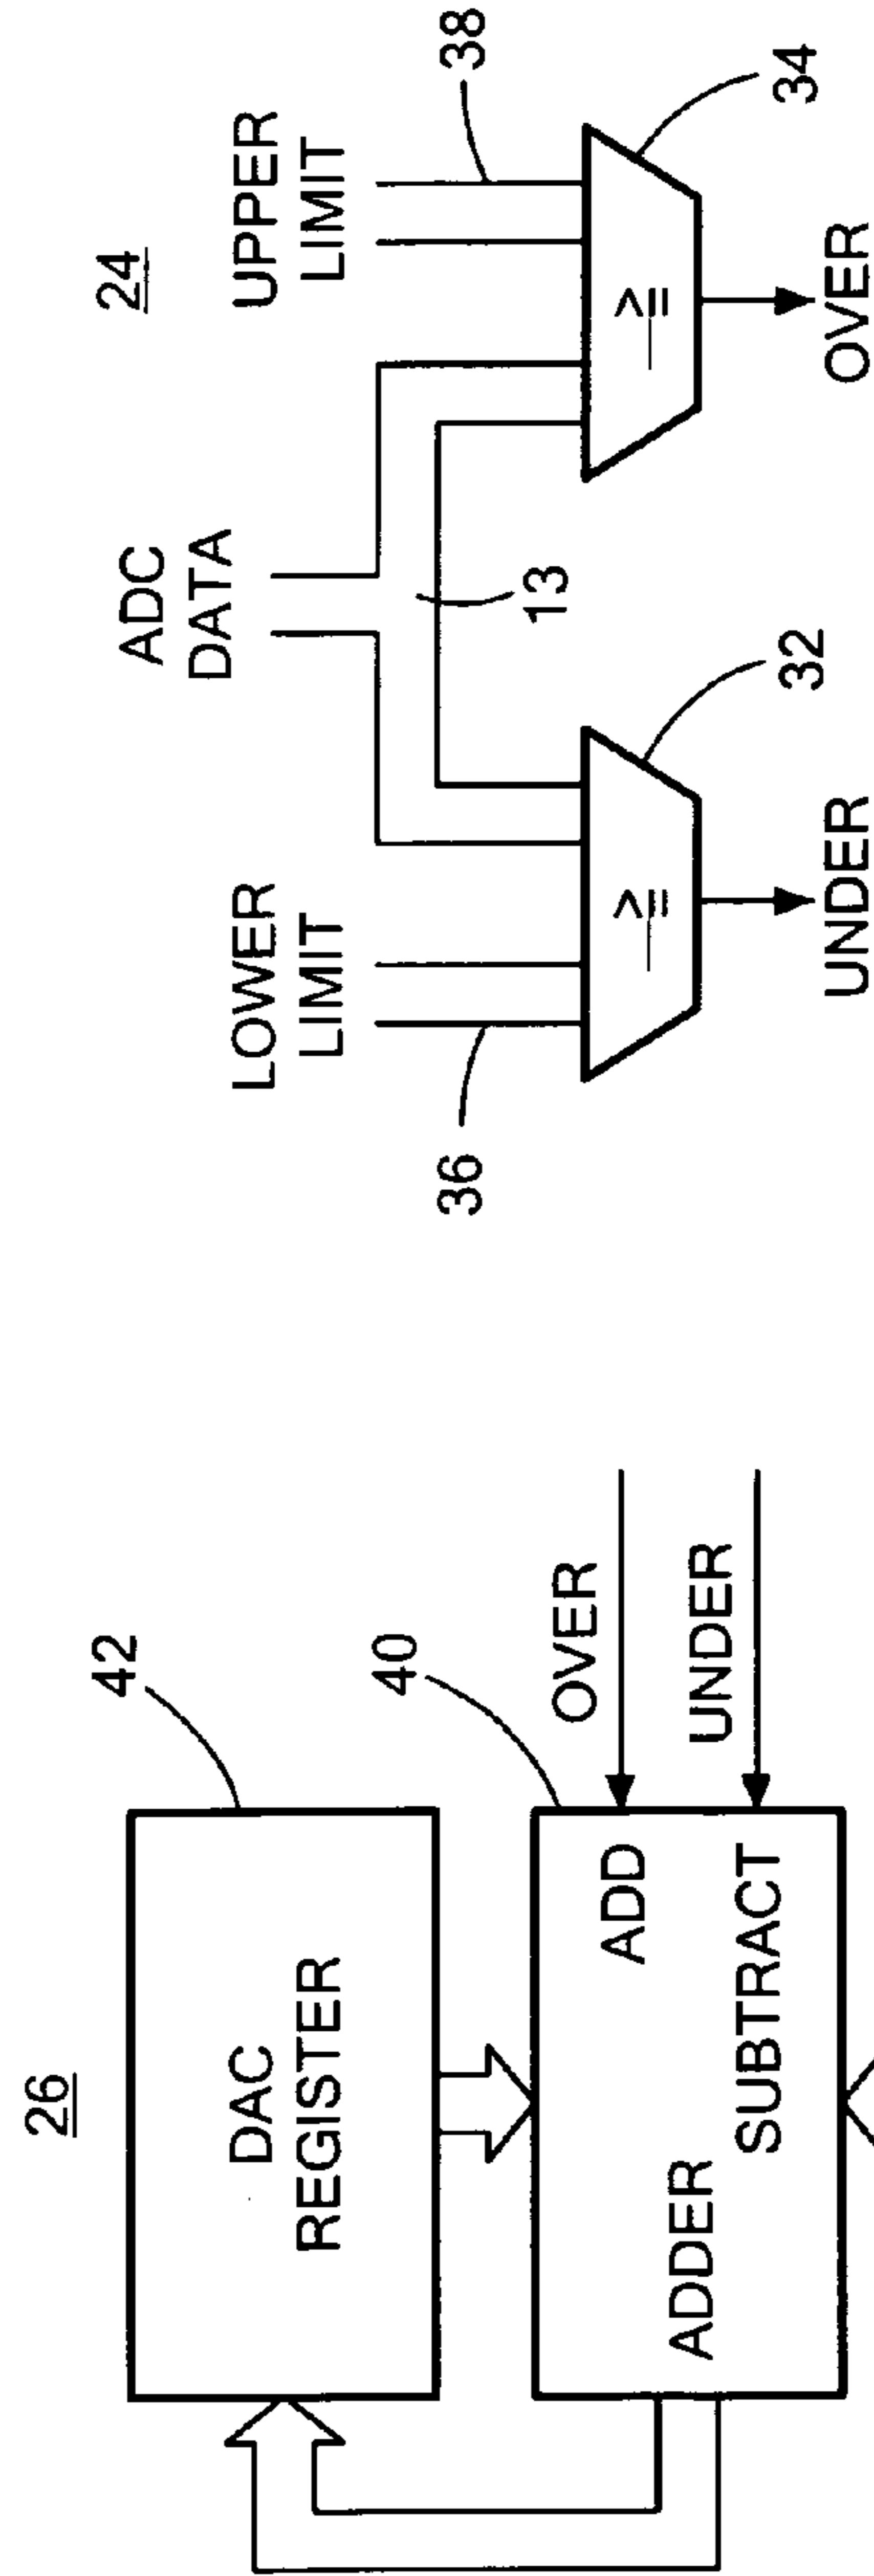 26
42
DAC
REGISTER
40
OVER
ADD
UNDER
ADDER
SUBTRACT
24
ADC
DATA
LOWER
LIMIT
UPPER
LIMIT
36
38
13
≥
≥
32
34
UNDER
OVER